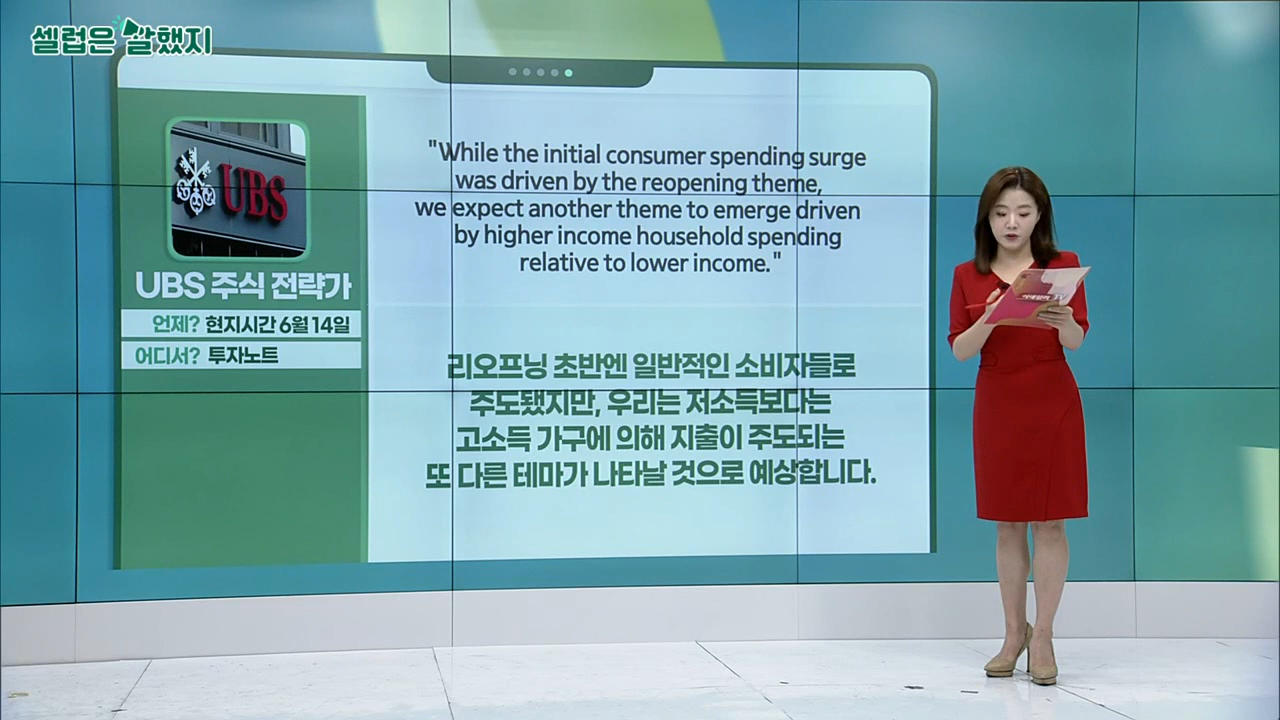 셀럽은 말했지
"While the initial consumer spending surge
was driven by the reopening theme,
we expect another theme to emerge driven
by higher income household spending
relative to lower income."
UBS
UBS 주식 전략가
언제? 현지시간 6월 14일
어디서? 투자노트
리오프닝 초반엔 일반적인 소비자들로
주도됐지만, 우리는 저소득보다는
고소득 가구에 의해 지출이 주도되는
또 다른 테마가 나타날 것으로 예상합니다.